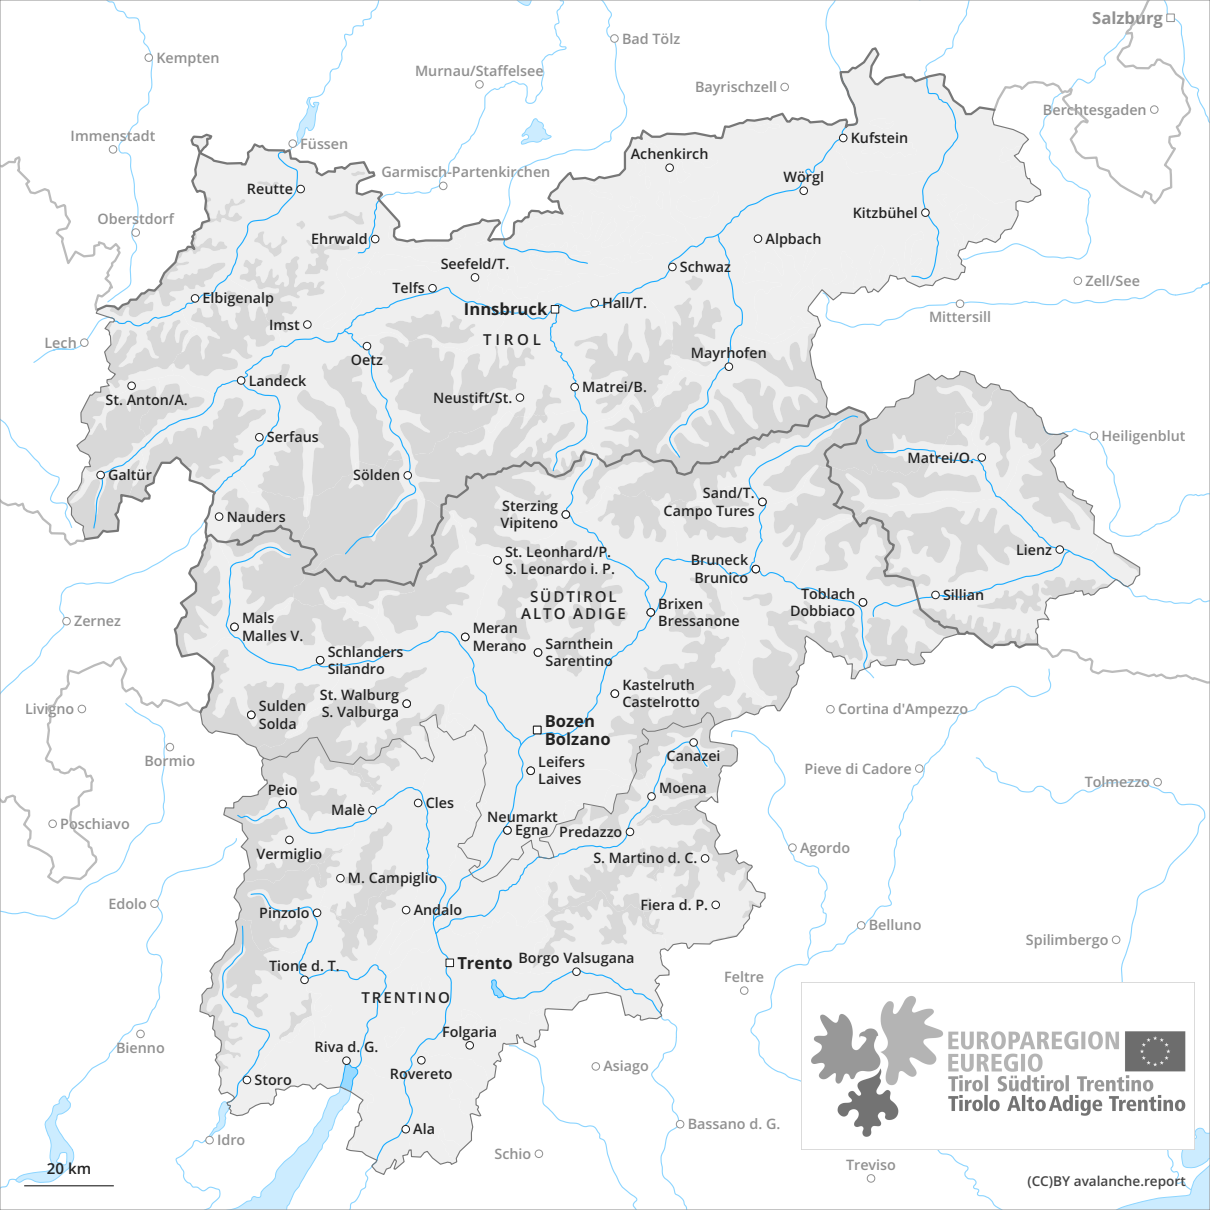 Salzburg
Kempten
Bad Tölz
Murnau/Staffelsee
Bayrischzell
Berchtesgaden
Immenstadt
Füssen
Kufstein
Achenkirch
Garmisch-Partenkirchen
Wörgl
Reutte
Oberstdorf
Kitzbühel
Ehrwald
Alpbach
Seefeld/T.
Schwaz
Zell/See
Telfs
Elbigenalp
Innsbruck
Hall/T.
Mittersill
Imst
TIROL
Lech
Oetz
Mayrhofen
Landeck
Matrei/B.
St. Anton/A.
Neustift/St.
Serfaus
Heiligenblut
Matrei/O.
Galtür
Sölden
Sand/T.
Campo Tures
Sterzing
Vipiteno
Nauders
St. Leonhard/P.
S. Leonardo i. P.
Lienz
Bruneck
Brunico
SÜDTIROL
ALTO ADIGE
Toblach
Dobbiaco
Sillian
Brixen
Bressanone
Zernez
Mals
Malles V.
Meran
Merano
Sarnthein
Sarentino
Schlanders
Silandro
Kastelruth
Castelrotto
St. Walburg
S. Valburga
Livigno
Sulden
Solda
Cortina d'Ampezzo
Bozen
Bolzano
Bormio
Canazei
Leifers
Laives
Pieve di Cadore
Tolmezzo
Peio
Moena
Malè
Cles
Neumarkt
Egna
Predazzo
Poschiavo
Agordo
Vermiglio
S. Martino d. C.
M. Campiglio
Edolo
Pinzolo
Andalo
Fiera d. P.
Belluno
Spilimbergo
Trento
Borgo Valsugana
Tione d. T.
Feltre
TRENTINO
Folgaria
Bienno
Riva d. G.
EUROPAREGION
EUREGIO
Tirol Südtirol Trentino
Tirolo Alto Adige Trentino
Asiago
Rovereto
Storo
Ala
Bassano d. G.
Idro
Schio
Treviso
20 km
(CC)BY avalanche.report